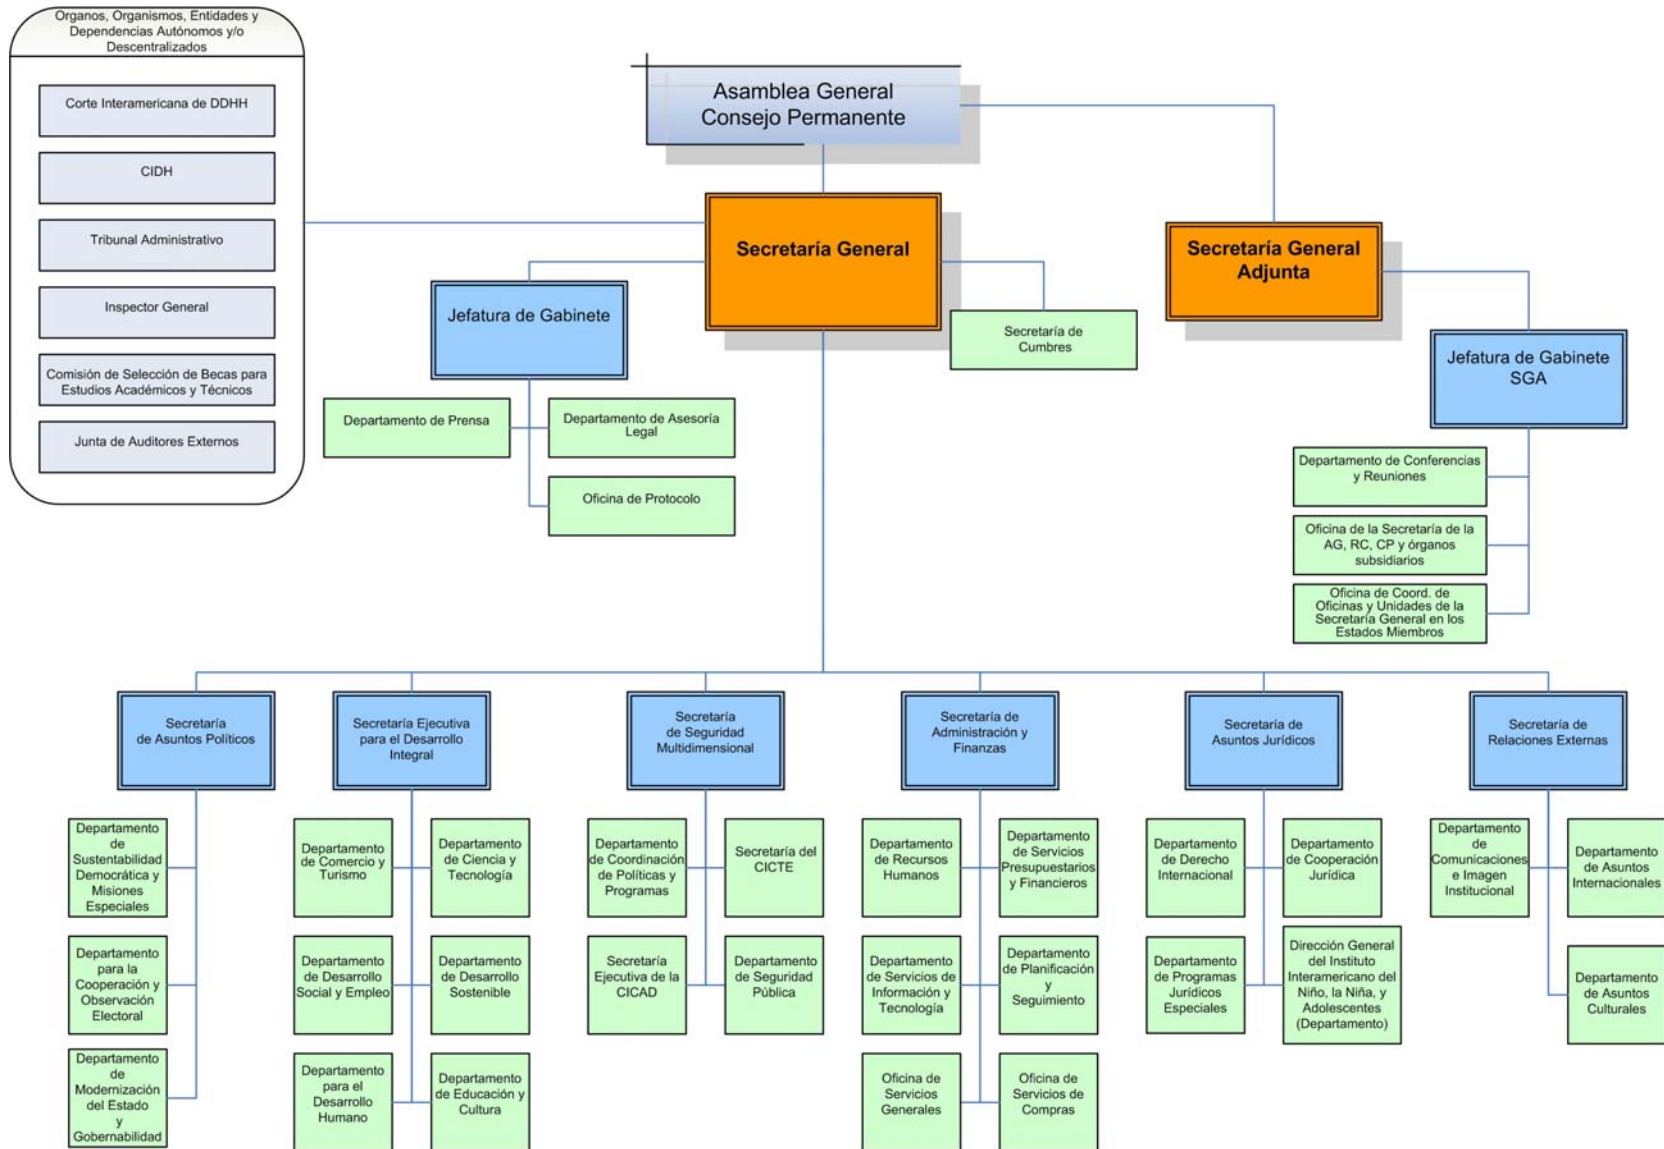 Organos, Organismos, Entidades y
Dependencias Autónomos y/o
Descentralizados
Corte Interamericana de DDHH
CIDH
Tribunal Administrativo
Inspector General
Comisión de Selección de Becas para
Estudios Académicos y Técnicos
Junta de Auditores Externos
Asamblea General
Consejo Permanente
Secretaría General
Secretaría General
Adjunta
Jefatura de Gabinete
Secretaría de
Cumbres
Jefatura de Gabinete
SGA
Departamento de Prensa
Departamento de Asesoría
Legal
Oficina de Protocolo
Departamento de Conferencias
y Reuniones
Oficina de la Secretaría de la
AG, RC, CP y órganos
subsidiarios
Oficina de Coord. de
Oficinas y Unidades de la
Secretaría General en los
Estados Miembros
Secretaría
de Asuntos Políticos
Secretaría Ejecutiva
para el Desarrollo
Integral
Secretaría
de Seguridad
Multidimensional
Secretaría de
Administración y
Finanzas
Secretaría de
Asuntos Jurídicos
Secretaría de
Relaciones Externas
Departamento
de
Sustentabilidad
Democrática y
Misiones
Especiales
Departamento
para la
Cooperación y
Observación
Electoral
Departamento
de
Modernización
del Estado
y
Gobernabilidad
Departamento
de Comercio y
Turismo
Departamento
de Ciencia y
Tecnología
Departamento
de Desarrollo
Social y Empleo
Departamento
de Desarrollo
Sostenible
Departamento
para el
Desarrollo
Humano
Departamento
de Educación y
Cultura
Departamento
de Coordinación
de Políticas y
Programas
Secretaría del
CICTE
Secretaría
Ejecutiva de la
CICAD
Departamento
de Seguridad
Pública
Departamento
de Recursos
Humanos
Departamento
de Servicios
Presupuestarios
y Financieros
Departamento
de Servicios de
Información y
Tecnología
Departamento
de Planificación
y
Seguimiento
Oficina de
Servicios
Generales
Oficina de
Servicios de
Compras
Departamento
de Derecho
Internacional
Departamento
de Cooperación
Jurídica
Departamento
de Programas
Jurídicos
Especiales
Dirección General
del Instituto
Interamericano del
Niño, la Niña, y
Adolescentes
(Departamento)
Departamento
de
Comunicaciones
e Imagen
Institucional
Departamento
de Asuntos
Internacionales
Departamento
de Asuntos
Culturales